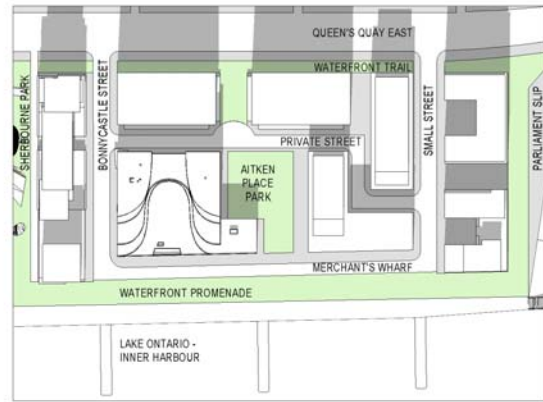 QUEEN'S QUAY EAST
WATERFRONT TRAIL
SHERBOURNE PARK
BONNYCASTLE STREET
SMALL STREET
PARLIAMENT SLIP
PRIVATE STREET
AITKEN
PLACE
PARK
MERCHANT'S WHARF
WATERFRONT PROMENADE
LAKE ONTARIO -
INNER HARBOUR